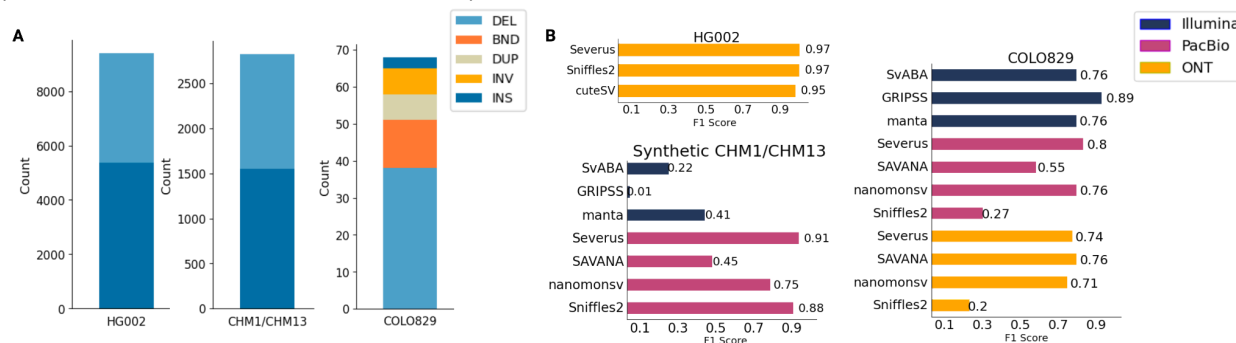 A
Count
8000
6000
4000
2000
0
HG002
Count
2500
2000
1500
1000
500
0
CHM1/CHM13
Count
70
60
50
40
30
20
10
0
COLO829
DEL
BND
DUP
INV
INS
B
HG002
Severus 0.97
Sniffles2 0.97
cuteSV 0.95
0.1 0.3 0.5 0.7 0.9
F1 Score
Synthetic CHM1/CHM13
SvABA 0.22
GRIPSS 0.01
manta 0.41
Severus 0.91
SAVANA 0.45
nanomonsv 0.75
Sniffles2 0.88
0.1 0.3 0.5 0.7 0.9
F1 Score
COLO829
SvABA 0.76
GRIPSS 0.89
manta 0.76
Severus 0.8
SAVANA 0.55
nanomonsv 0.76
Sniffles2 0.27
Severus 0.74
SAVANA 0.76
nanomonsv 0.71
Sniffles2 0.2
0.1 0.3 0.5 0.7 0.9
F1 Score
Illumina
PacBio
ONT